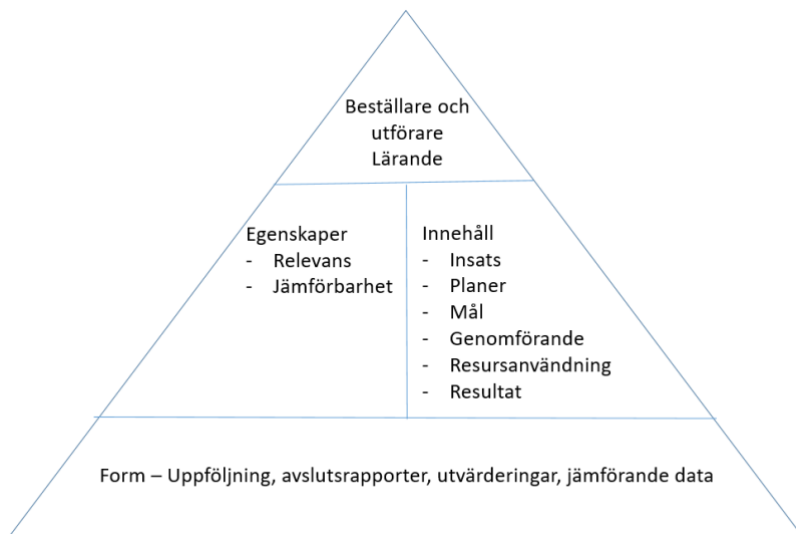 Beställare och
utförare
Lärande
Egenskaper
- Relevans
- Jämförbarhet
Innehåll
- Insats
- Planer
- Mål
- Genomförande
- Resursanvändning
- Resultat
Form – Uppföljning, avslutsrapporter, utvärderingar, jämförande data